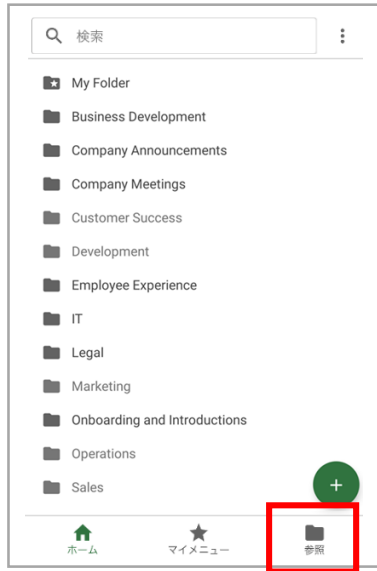 検索
My Folder
Business Development
Company Announcements
Company Meetings
Customer Success
Development
Employee Experience
IT
Legal
Marketing
Onboarding and Introductions
Operations
Sales
ホーム マイメニュー 参照